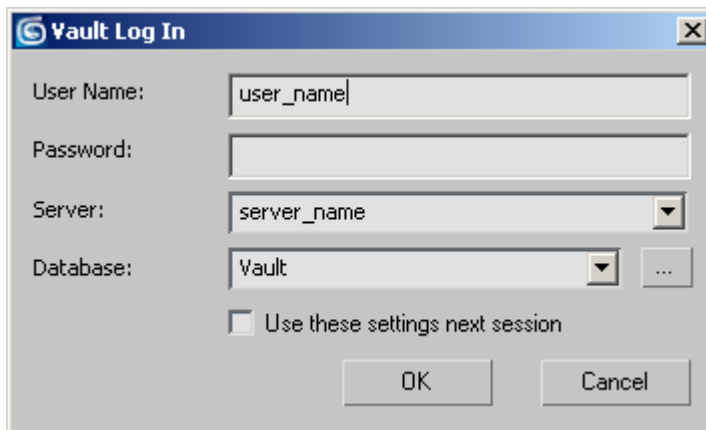 Vault Log In
User Name: user_name
Password:
Server: server_name
Database: Vault ...
Use these settings next session
OK Cancel